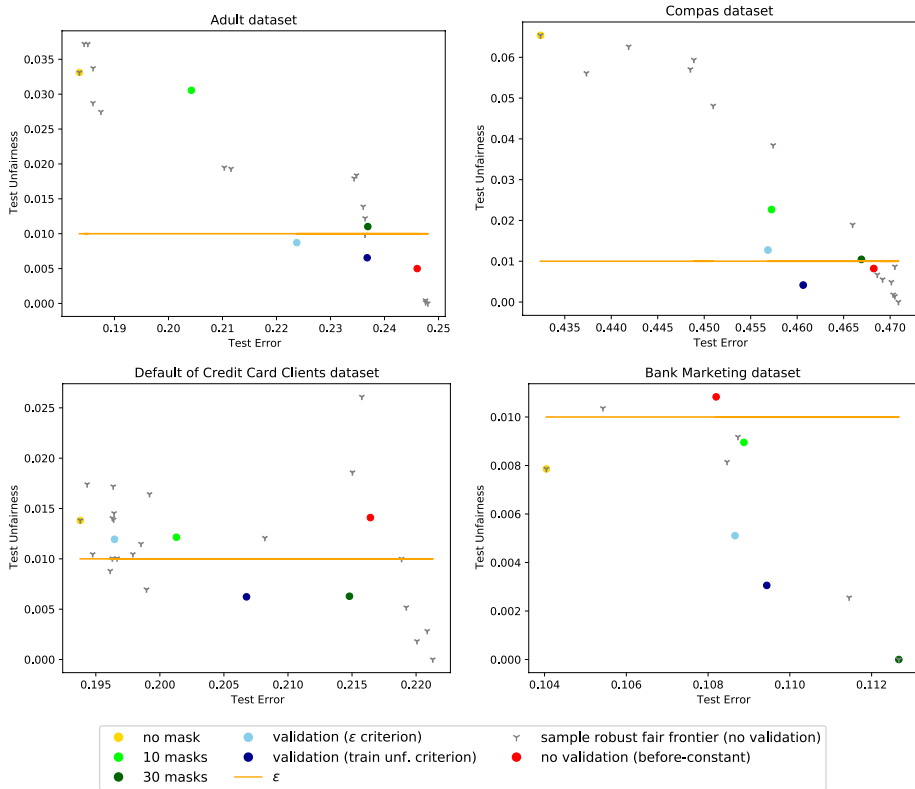 Adult dataset
Test Unfairness
0.035
0.030
0.025
0.020
0.015
0.010
0.005
0.000
0.19
0.20
0.21
0.22
0.23
0.24
0.25
Test Error
Compas dataset
Test Unfairness
0.06
0.05
0.04
0.03
0.02
0.01
0.00
0.435
0.440
0.445
0.450
0.455
0.460
0.465
0.470
Test Error
Default of Credit Card Clients dataset
Test Unfairness
0.025
0.020
0.015
0.010
0.005
0.000
0.195
0.200
0.205
0.210
0.215
0.220
Test Error
Bank Marketing dataset
Test Unfairness
0.010
0.008
0.006
0.004
0.002
0.000
0.104
0.106
0.108
0.110
0.112
Test Error
no mask
10 masks
30 masks
validation (ε criterion)
validation (train unf. criterion)
ε
sample robust fair frontier (no validation)
no validation (before-constant)